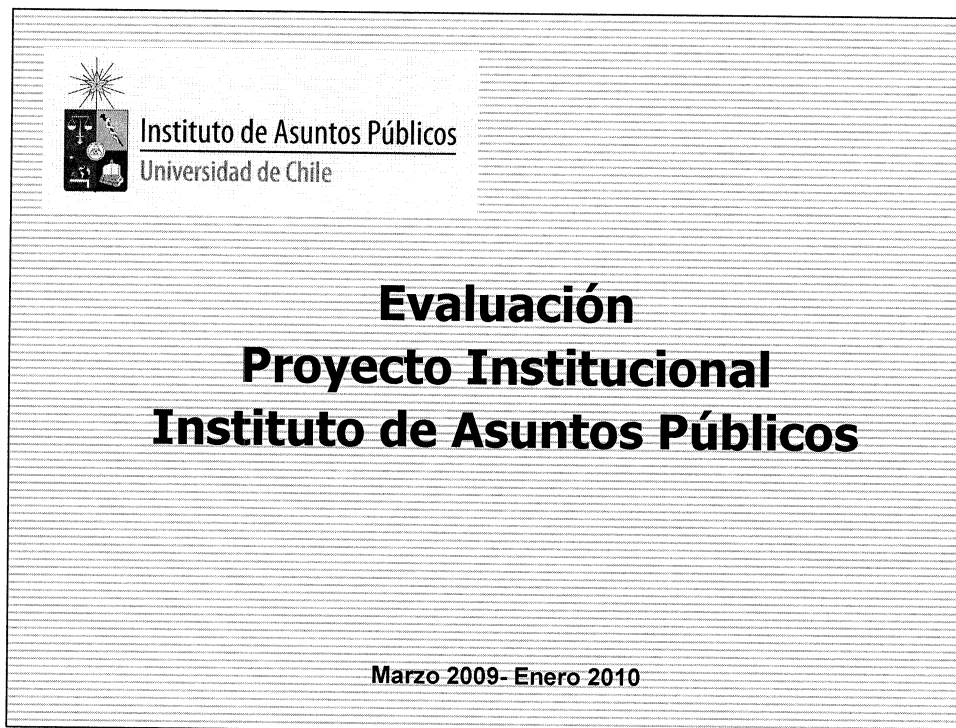 Instituto de Asuntos Públicos
Universidad de Chile
Evaluación
Proyecto Institucional
Instituto de Asuntos Públicos
Marzo 2009- Enero 2010